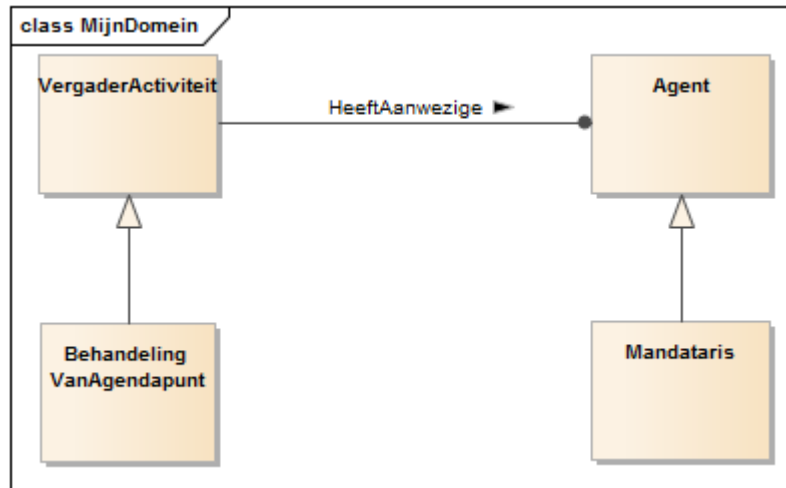 class MijnDomein
VergaderActiviteit
HeeftAanwezige ►
Agent
Behandeling
VanAgendapunt
Mandataris